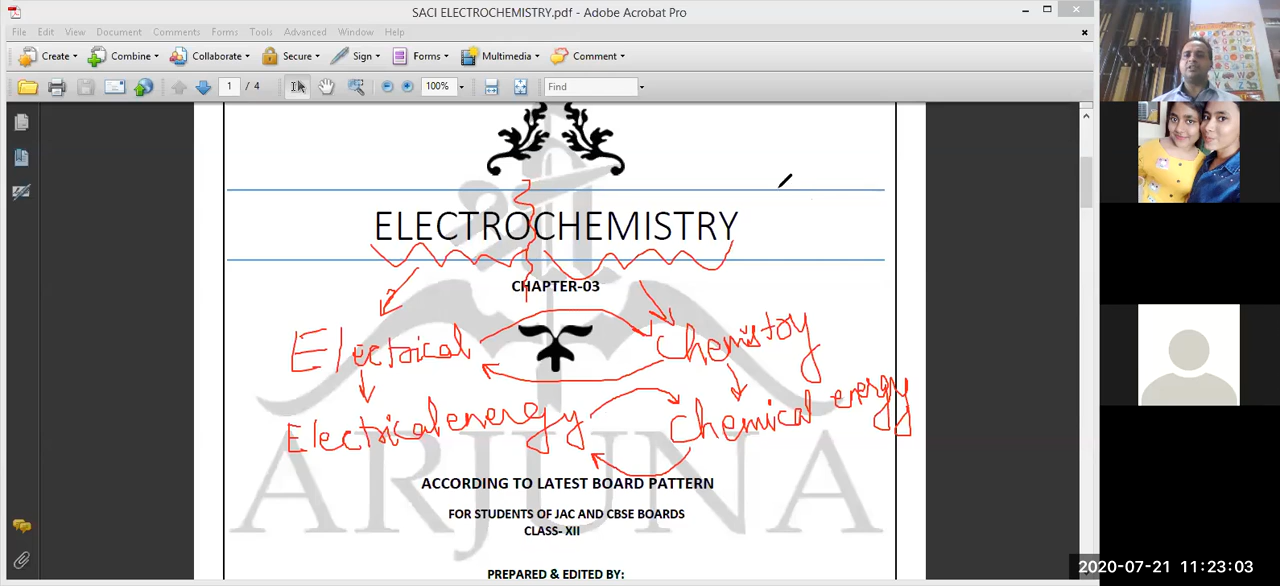 SACI ELECTROCHEMISTRY.pdf - Adobe Acrobat Pro
File Edit View Document Comments Forms Tools Advanced Window Help
Create Combine Collaborate Secure Sign Forms Multimedia Comment
1 / 4 100% Find
ELECTROCHEMISTRY
CHAPTER-03
Electrical Chemistry
Electrical energy Chemical energy
श्री
ARJUNA
ACCORDING TO LATEST BOARD PATTERN
FOR STUDENTS OF JAC AND CBSE BOARDS
CLASS- XII
PREPARED & EDITED BY:
2020-07-21 11:23:03